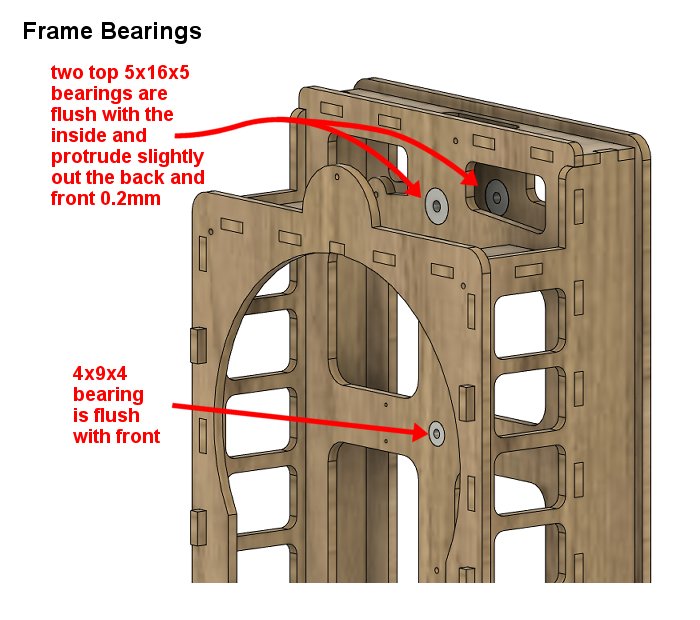 Frame Bearings
two top 5x16x5
bearings are
flush with the
inside and
protrude slightly
out the back and
front 0.2mm
4x9x4
bearing
is flush
with front